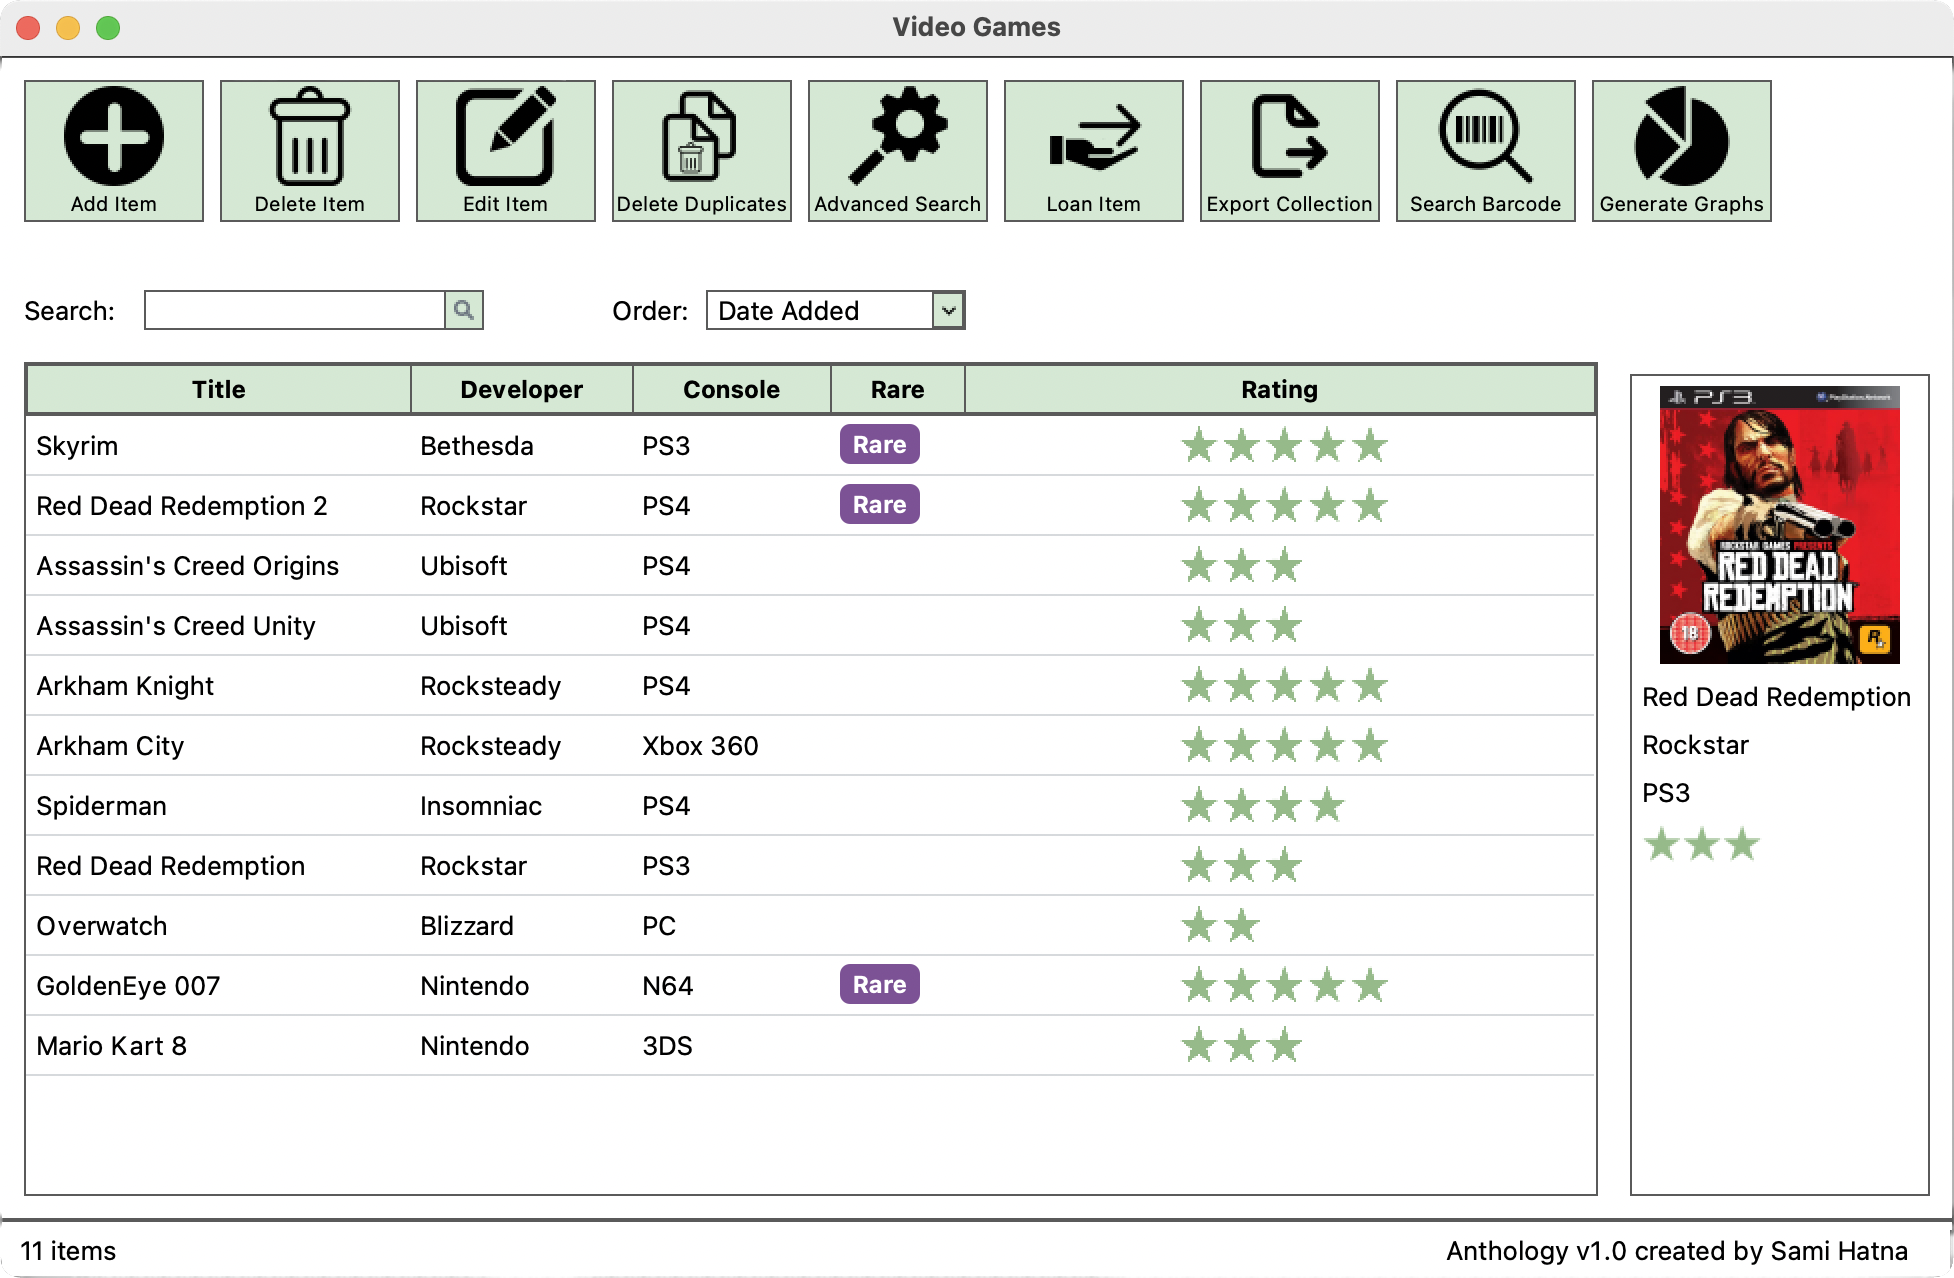 Video Games
Add Item Delete Item Edit Item Delete Duplicates Advanced Search Loan Item Export Collection Search Barcode Generate Graphs
Search: Order: Date Added
Title Developer Console Rare Rating
Skyrim Bethesda PS3 Rare
Red Dead Redemption 2 Rockstar PS4 Rare
Assassin's Creed Origins Ubisoft PS4
Assassin's Creed Unity Ubisoft PS4
Arkham Knight Rocksteady PS4
Arkham City Rocksteady Xbox 360
Spiderman Insomniac PS4
Red Dead Redemption Rockstar PS3
Overwatch Blizzard PC
GoldenEye 007 Nintendo N64 Rare
Mario Kart 8 Nintendo 3DS
PS3 PlayStation Network
ROCKSTAR GAMES PRESENTS
RED DEAD
REDEMPTION
18 R
Red Dead Redemption
Rockstar
PS3
11 items Anthology v1.0 created by Sami Hatna